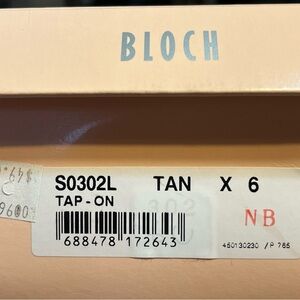 BLOCH
S0302L TAN X 6
TAP-ON
NB
688478 172643